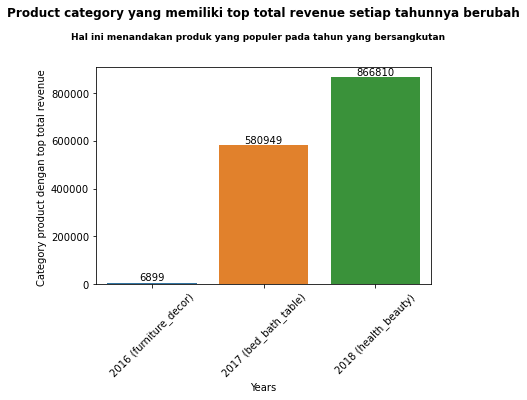 Product category yang memiliki top total revenue setiap tahunnya berubah
Hal ini menandakan produk yang populer pada tahun yang bersangkutan
Category product dengan top total revenue
800000
600000
400000
200000
0
6899
580949
866810
2016 (furniture_decor)
2017 (bed_bath_table)
2018 (health_beauty)
Years